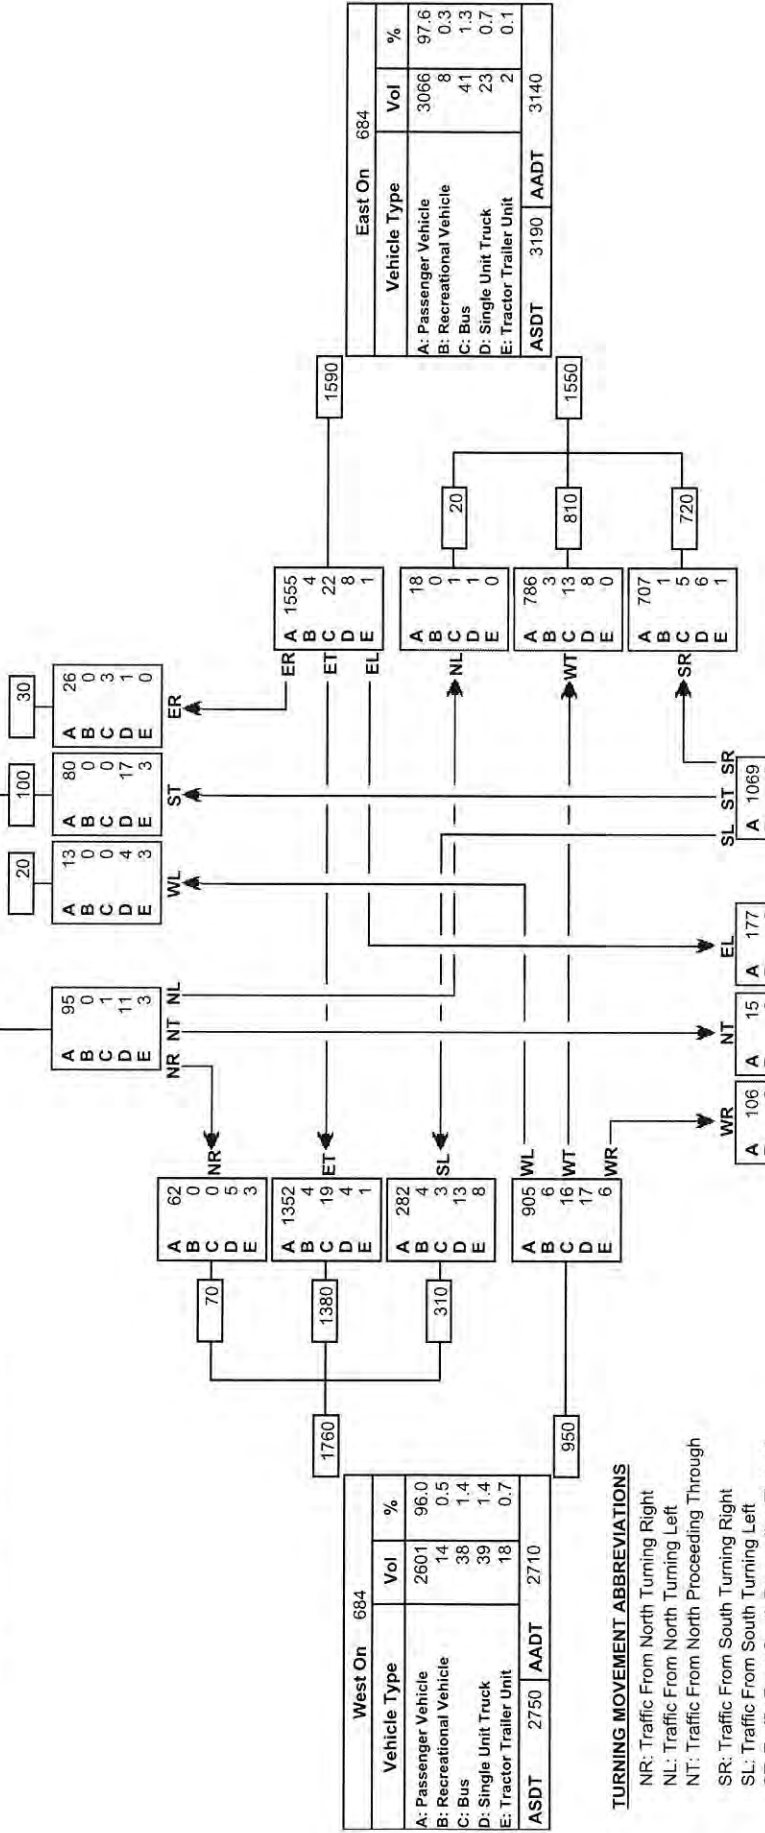 30
100
20
A 26
B 0
C 3
D 1
E 0
ER
A 80
B 0
C 0
D 17
E 3
ST
A 13
B 0
C 0
D 4
E 3
WL
A 95
B 0
C 1
D 11
E 3
NR NT NL
70
A 62
B 0
C 0
D 5
E 3
NR
1760
1380
A 1352
B 4
C 19
D 4
E 1
ET
310
A 282
B 4
C 3
D 13
E 8
SL
950
A 905
B 6
C 16
D 17
E 6
WL
WT
WR
ER
ET
EL
A 1555
B 4
C 22
D 8
E 1
1590
NL
A 18
B 0
C 1
D 1
E 0
20
WT
A 786
B 3
C 13
D 8
E 0
810
1550
SR
A 707
B 1
C 5
D 6
E 1
720
West On 684
Vehicle Type Vol %
A: Passenger Vehicle 2601 96.0
B: Recreational Vehicle 14 0.5
C: Bus 38 1.4
D: Single Unit Truck 39 1.4
E: Tractor Trailer Unit 18 0.7
ASDT 2750 AADT 2710
East On 684
Vehicle Type Vol %
A: Passenger Vehicle 3066 97.6
B: Recreational Vehicle 8 0.3
C: Bus 41 1.3
D: Single Unit Truck 23 0.7
E: Tractor Trailer Unit 2 0.1
ASDT 3190 AADT 3140
WR
A 106
NT
A 15
EL
A 177
SL ST SR
A 1069
TURNING MOVEMENT ABBREVIATIONS
NR: Traffic From North Turning Right
NL: Traffic From North Turning Left
NT: Traffic From North Proceeding Through
SR: Traffic From South Turning Right
SL: Traffic From South Turning Left